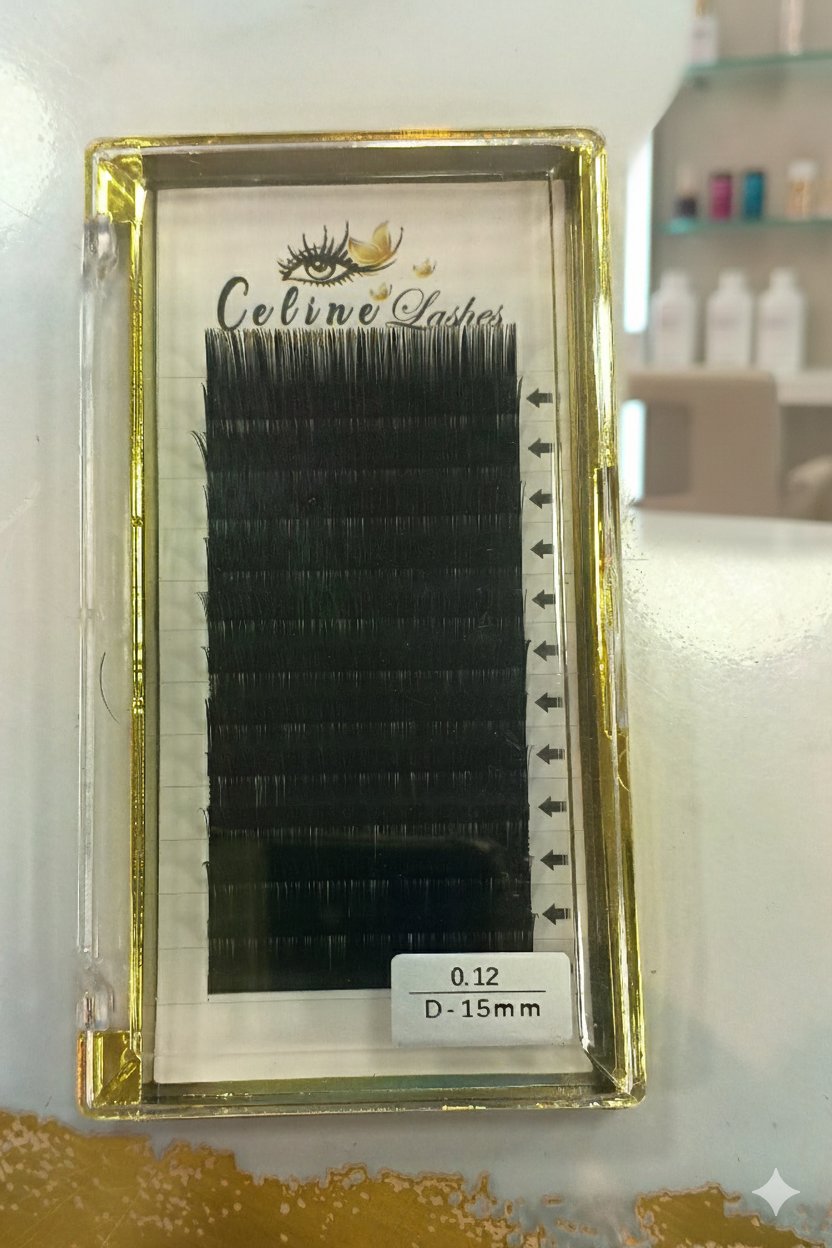 Celine Lashes
0.12
D-15mm